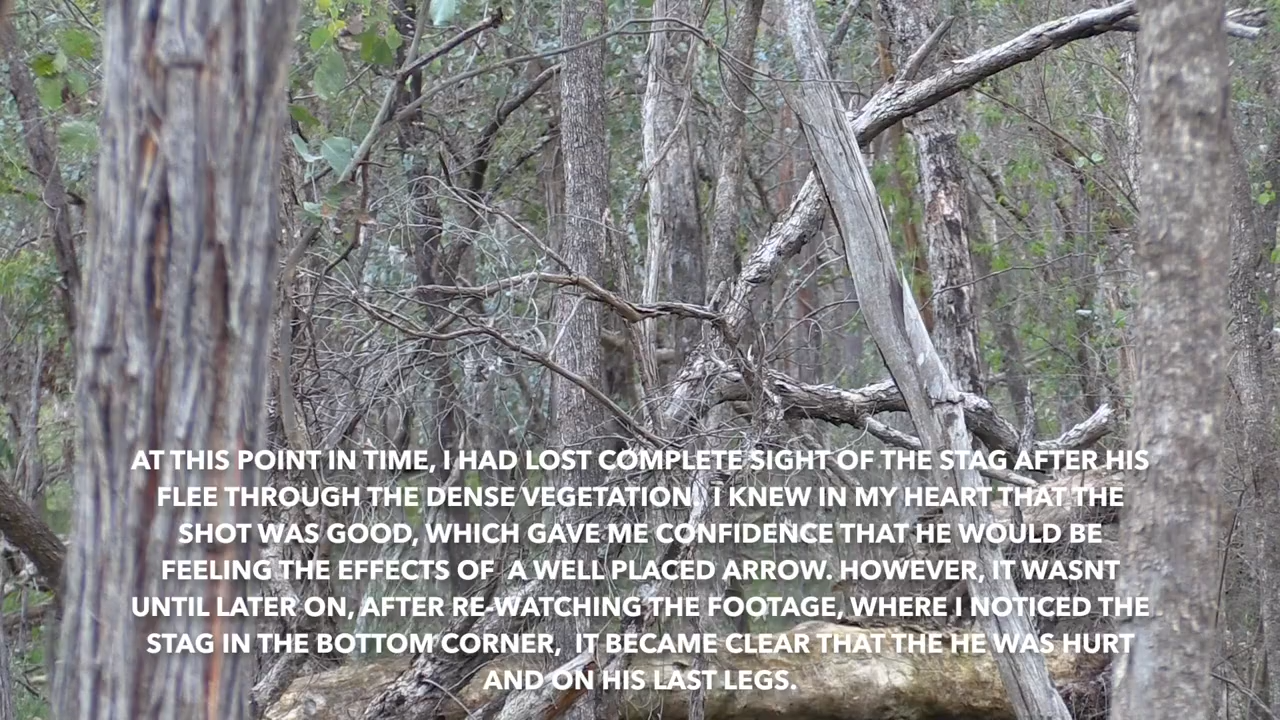 AT THIS POINT IN TIME, I HAD LOST COMPLETE SIGHT OF THE STAG AFTER HIS
FLEE THROUGH THE DENSE VEGETATION   I KNEW IN MY HEART THAT THE
SHOT WAS GOOD, WHICH GAVE ME CONFIDENCE THAT HE WOULD BE
FEELING THE EFFECTS OF  A WELL PLACED ARROW. HOWEVER, IT WASNT
UNTIL LATER ON, AFTER RE-WATCHING THE FOOTAGE, WHERE I NOTICED THE
STAG IN THE BOTTOM CORNER,  IT BECAME CLEAR THAT THE HE WAS HURT
AND ON HIS LAST LEGS.